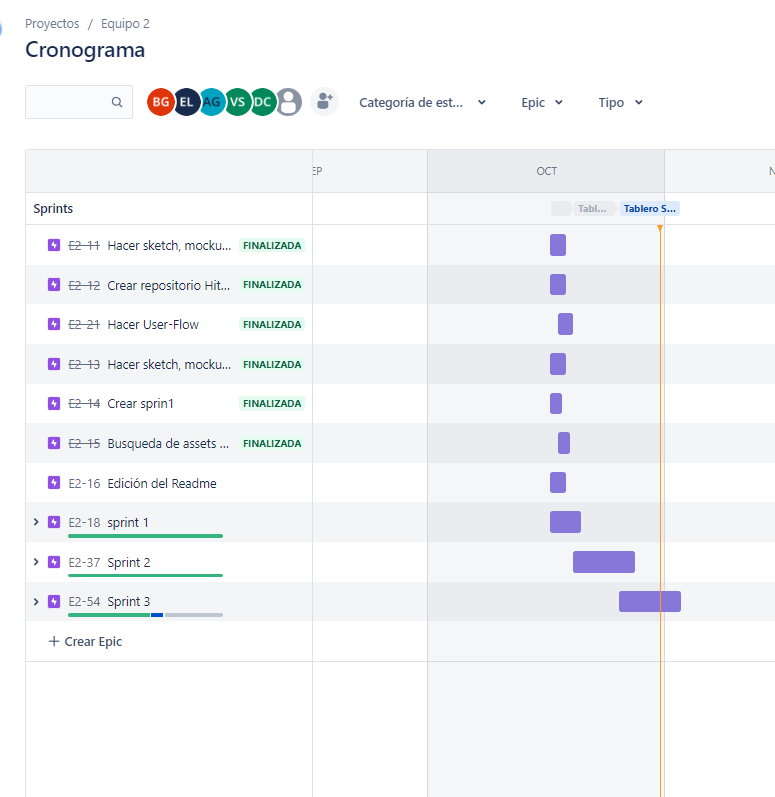 Proyectos / Equipo 2
Cronograma
BG EL AG VS DC Categoría de est... Epic Tipo
EP OCT N
Sprints Tabl... Tablero S...
E2-11 Hacer sketch, mocku... FINALIZADA
E2-12 Crear repositorio Hit... FINALIZADA
E2-21 Hacer User-Flow FINALIZADA
E2-13 Hacer sketch, mocku... FINALIZADA
E2-14 Crear sprin1 FINALIZADA
E2-15 Busqueda de assets ... FINALIZADA
E2-16 Edición del Readme
E2-18 sprint 1
E2-37 Sprint 2
E2-54 Sprint 3
+ Crear Epic